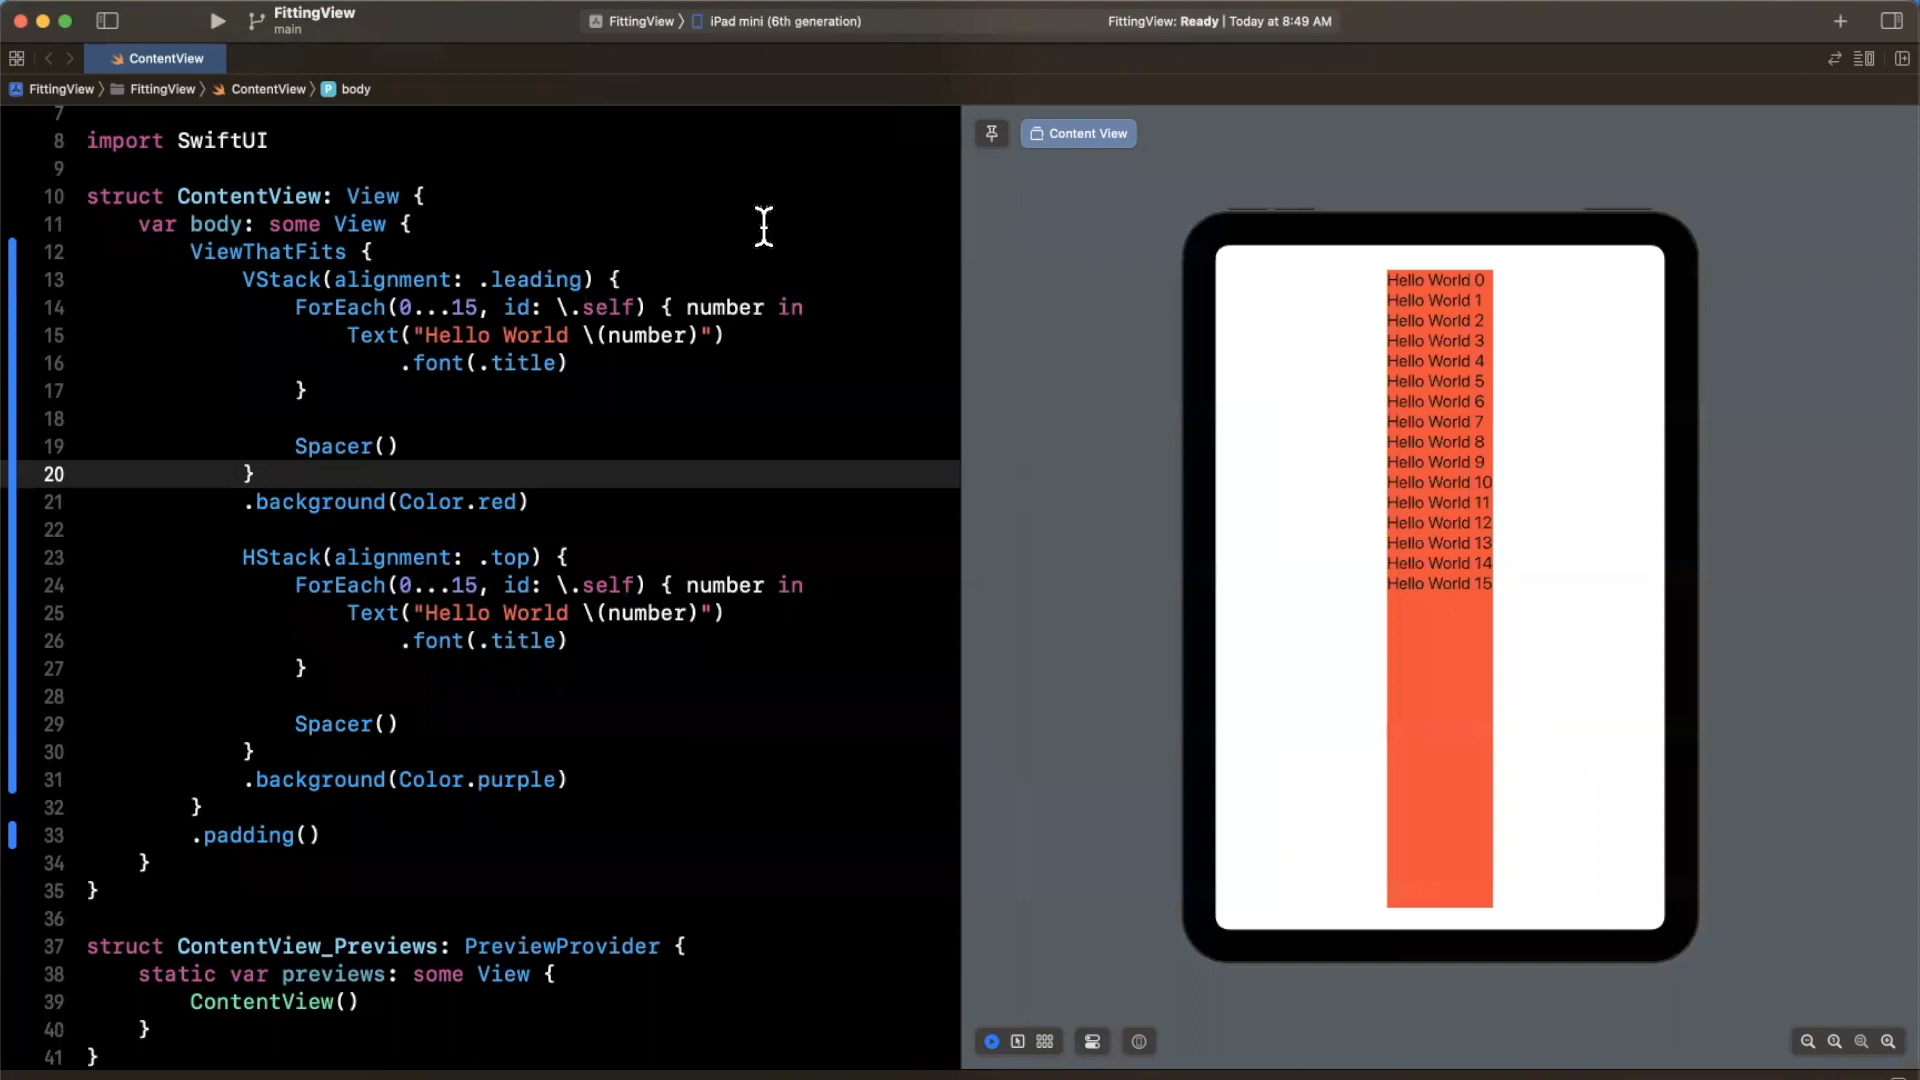 FittingView
main
FittingView 〉 iPad mini (6th generation)
FittingView: Ready | Today at 8:49 AM
ContentView
FittingView 〉 FittingView 〉 ContentView 〉 P body
7
8 import SwiftUI
9
10 struct ContentView: View {
11 var body: some View {
12 ViewThatFits {
13 VStack(alignment: .leading) {
14 ForEach(0...15, id: \.self) { number in
15 Text("Hello World \(number)")
16 .font(.title)
17 }
18
19 Spacer()
20 }
21 .background(Color.red)
22
23 HStack(alignment: .top) {
24 ForEach(0...15, id: \.self) { number in
25 Text("Hello World \(number)")
26 .font(.title)
27 }
28
29 Spacer()
30 }
31 .background(Color.purple)
32 }
33 .padding()
34 }
35 }
36
37 struct ContentView_Previews: PreviewProvider {
38 static var previews: some View {
39 ContentView()
40 }
41 }
Content View
Hello World 0
Hello World 1
Hello World 2
Hello World 3
Hello World 4
Hello World 5
Hello World 6
Hello World 7
Hello World 8
Hello World 9
Hello World 10
Hello World 11
Hello World 12
Hello World 13
Hello World 14
Hello World 15